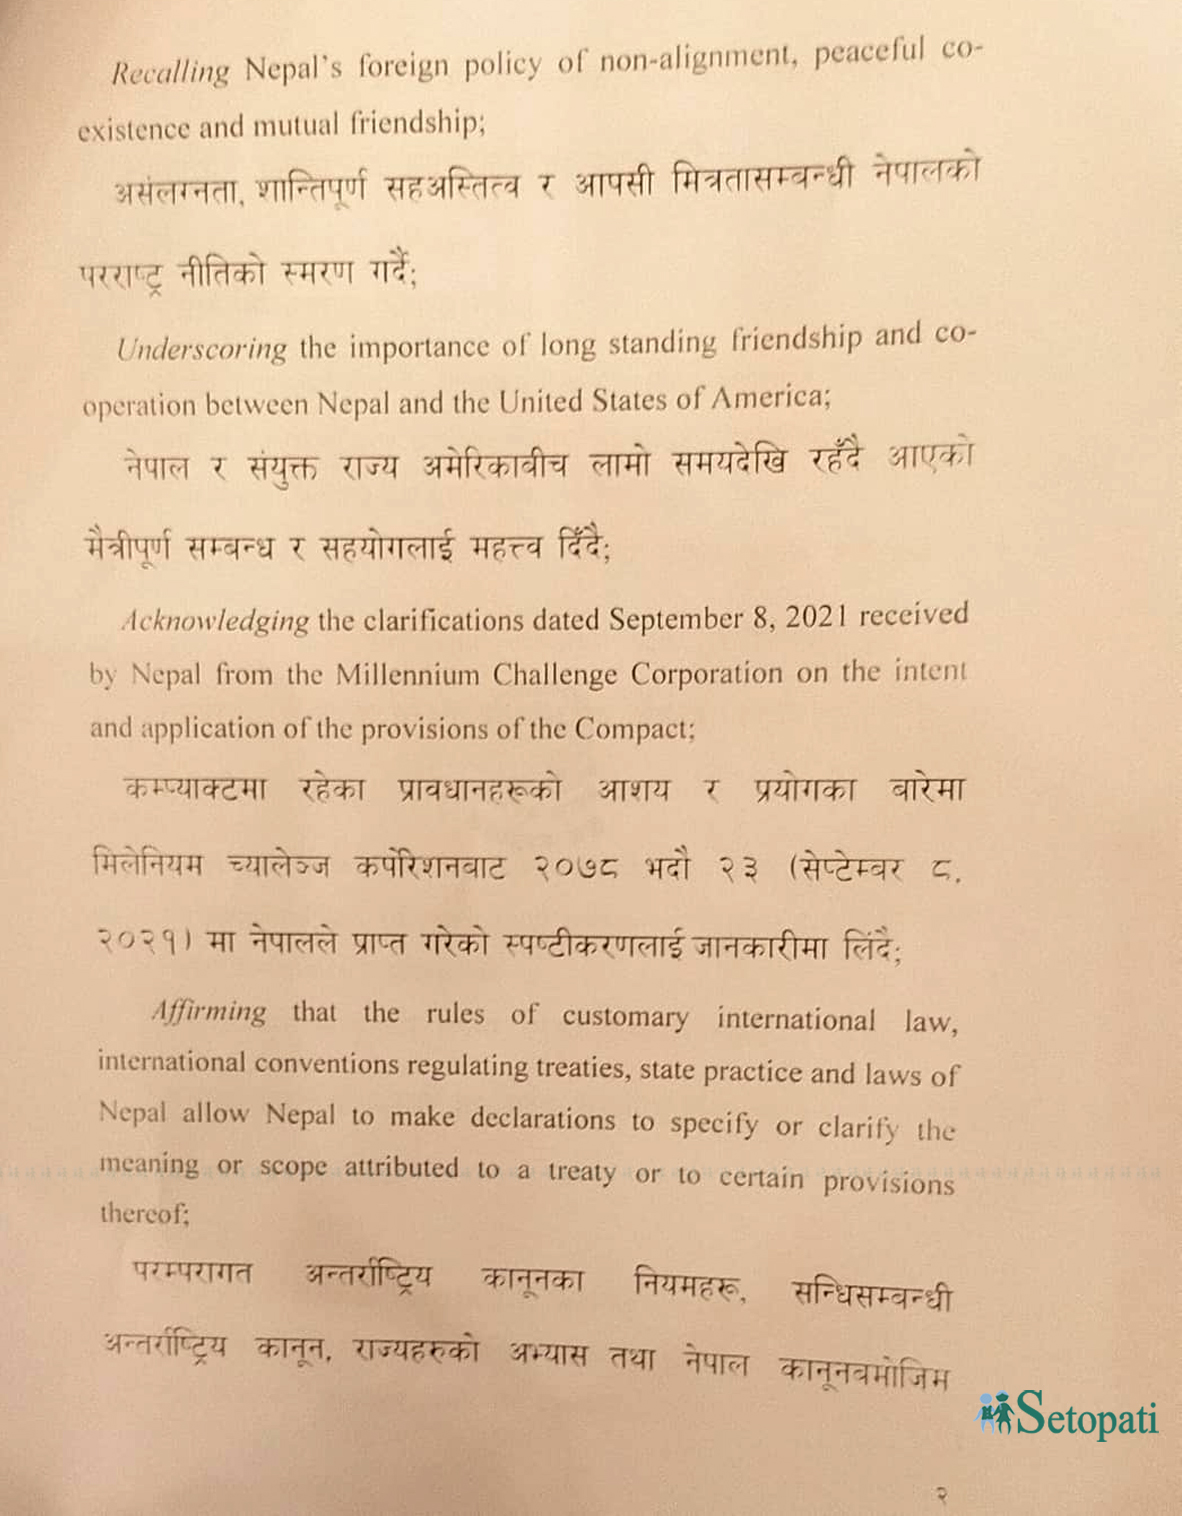 Recalling Nepal's foreign policy of non-alignment, peaceful co-
existence and mutual friendship;
असंलग्नता, शान्तिपूर्ण सहअस्तित्व र आपसी मित्रतासम्बन्धी नेपालको
परराष्ट्र नीतिको स्मरण गर्दै;
Underscoring the importance of long standing friendship and co-
operation between Nepal and the United States of America;
नेपाल र संयुक्त राज्य अमेरिकाबीच लामो समयदेखि रहँदै आएको
मैत्रीपूर्ण सम्बन्ध र सहयोगलाई महत्त्व दिँदै;
Acknowledging the clarifications dated September 8, 2021 received
by Nepal from the Millennium Challenge Corporation on the intent
and application of the provisions of the Compact;
कम्प्याक्टमा रहेका प्रावधानहरूको आशय र प्रयोगका बारेमा
मिलेनियम च्यालेञ्ज कर्पोरेशनबाट २०७८ भदौ २३ (सेप्टेम्बर ८,
२०२१) मा नेपालले प्राप्त गरेको स्पष्टीकरणलाई जानकारीमा लिंदै;
Affirming that the rules of customary international law,
international conventions regulating treaties, state practice and laws of
Nepal allow Nepal to make declarations to specify or clarify the
meaning or scope attributed to a treaty or to certain provisions
thereof;
परम्परागत अन्तर्राष्ट्रिय कानूनका नियमहरू, सन्धिसम्बन्धी
अन्तर्राष्ट्रिय कानून, राज्यहरुको अभ्यास तथा नेपाल कानूनबमोजिम
Setopati
२